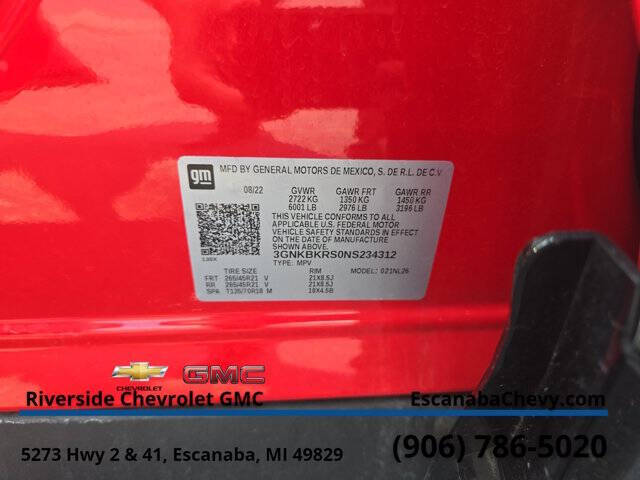 gm MFD BY GENERAL MOTORS DE MEXICO, S. DE R.L. DE C.V.
08/22 GVWR GAWR FRT GAWR RR
2722 KG 1350 KG 1450 KG
6001 LB 2976 LB 3196 LB
THIS VEHICLE CONFORMS TO ALL
APPLICABLE U.S. FEDERAL MOTOR
VEHICLE SAFETY STANDARDS IN EFFECT
ON THE DATE OF MANUFACTURE
SHOWN ABOVE.
3GNKBKRS0NS234312
TYPE: MPV
TIRE SIZE RIM MODEL: 021NL26
FRT 265/45R21 V 21X8.5J
RR 265/45R21 V 21X8.5J
SPA T135/70R18 M 18X4.5B
CHEVROLET GMC
Riverside Chevrolet GMC EscanabaChevy.com
5273 Hwy 2 & 41, Escanaba, MI 49829 (906) 786-5020